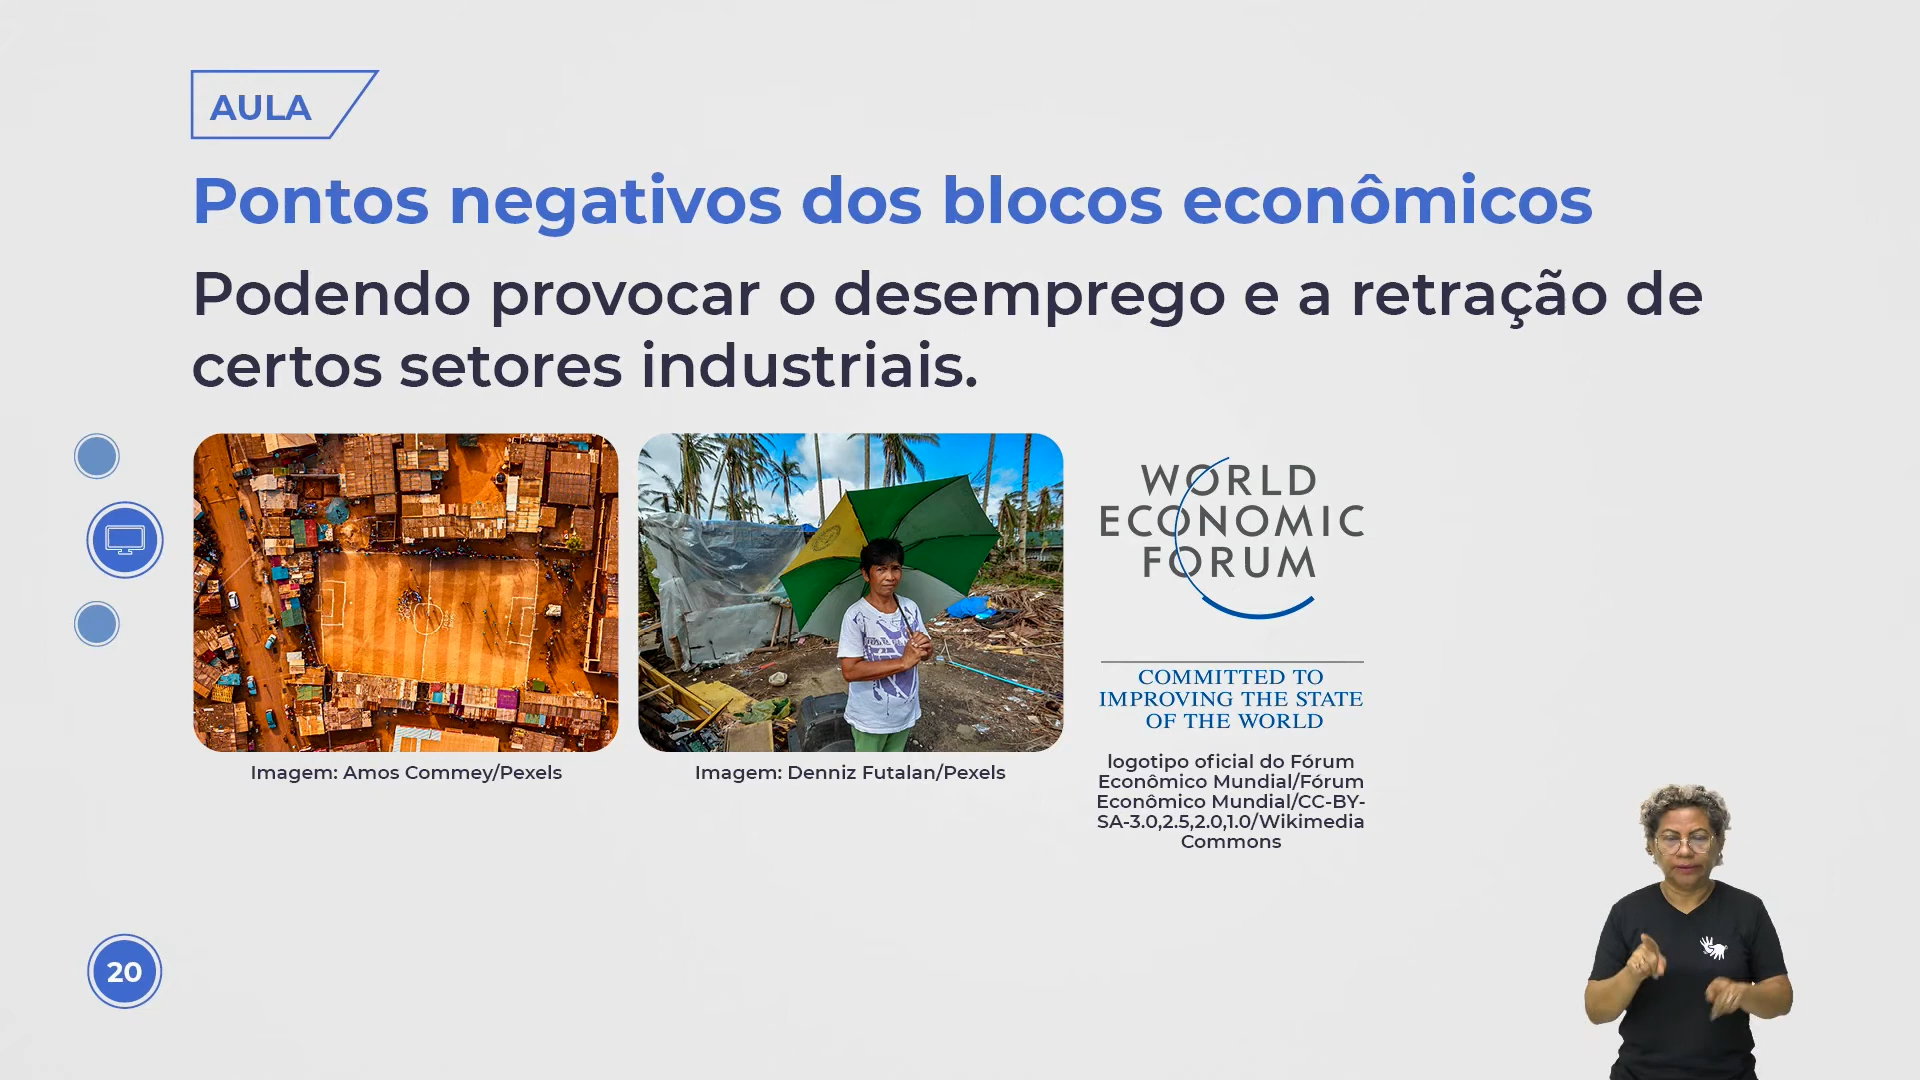 AULA
Pontos negativos dos blocos econômicos
Podendo provocar o desemprego e a retração de
certos setores industriais.
WORLD
ECONOMIC
FORUM
COMMITTED TO
IMPROVING THE STATE
OF THE WORLD
Imagem: Amos Commey/Pexels
Imagem: Denniz Futalan/Pexels
logotipo oficial do Fórum
Econômico Mundial/Fórum
Econômico Mundial/CC-BY-
SA-3.0,2.5,2.0,1.0/Wikimedia
Commons
20